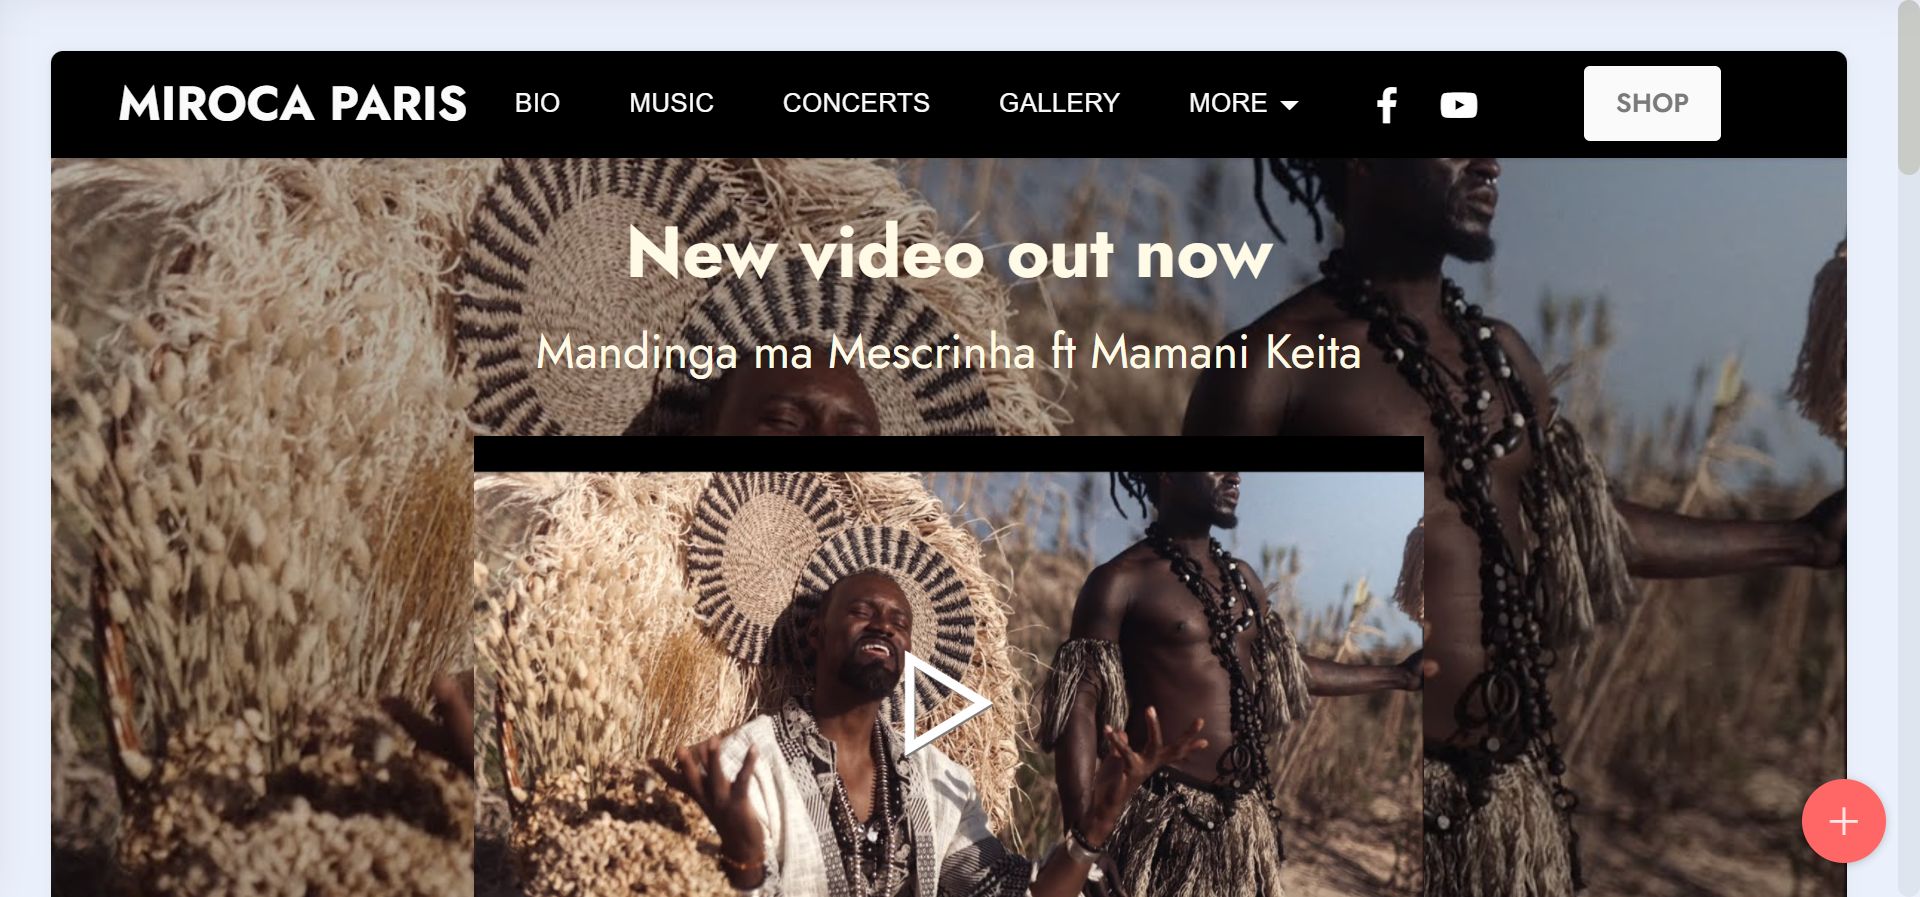 MIROCA PARIS BIO MUSIC CONCERTS GALLERY MORE SHOP
New video out now
Mandinga ma Mescrinha ft Mamani Keita